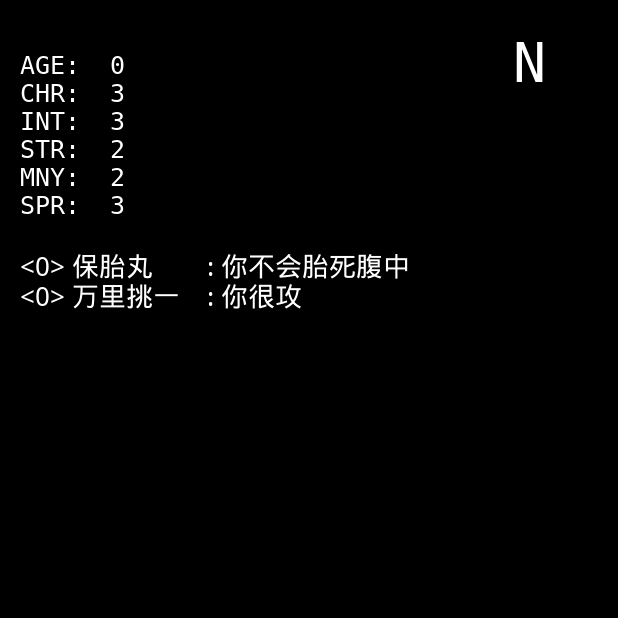 N
AGE: 0
CHR: 3
INT: 3
STR: 2
MNY: 2
SPR: 3
<O> 保胎丸 : 你不会胎死腹中
<O> 万里挑一 : 你很攻